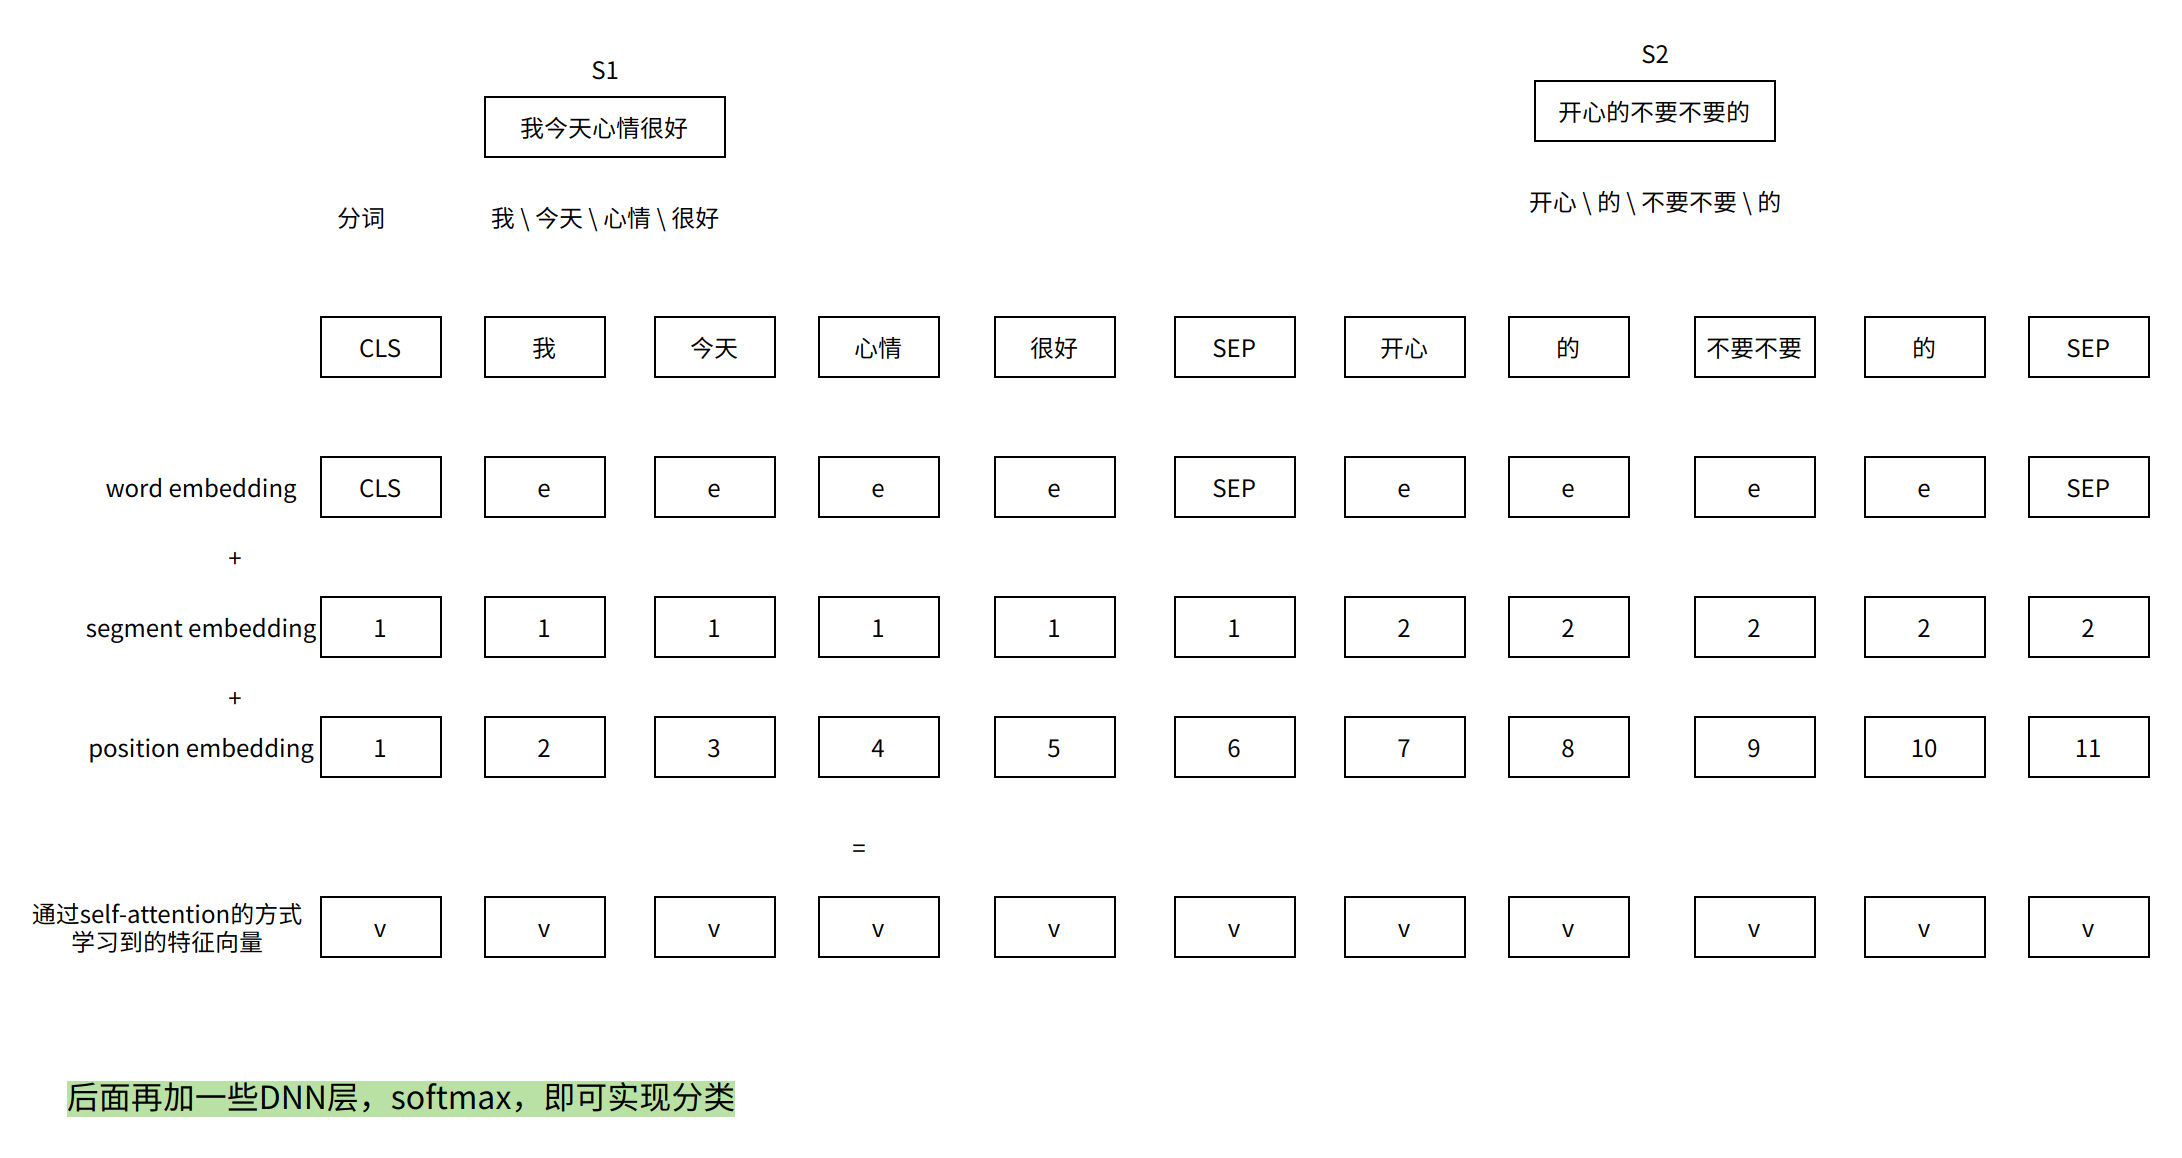 S1
S2
我今天心情很好
开心的不要不要的
分词
我 \ 今天 \ 心情 \ 很好
开心 \ 的 \ 不要不要 \ 的
CLS 我 今天 心情 很好 SEP 开心 的 不要不要 的 SEP
word embedding CLS e e e e SEP e e e e SEP
+
segment embedding 1 1 1 1 1 1 2 2 2 2 2
+
position embedding 1 2 3 4 5 6 7 8 9 10 11
=
通过self-attention的方式
学习到的特征向量
v v v v v v v v v v v
后面再加一些DNN层，softmax，即可实现分类